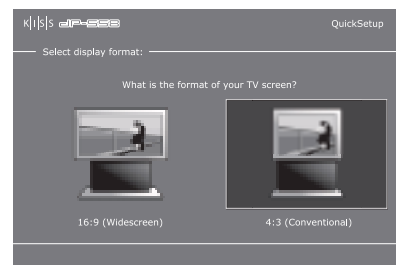 KISS DP-558
QuickSetup
Select display format:
What is the format of your TV screen?
16:9 (Widescreen)
4:3 (Conventional)